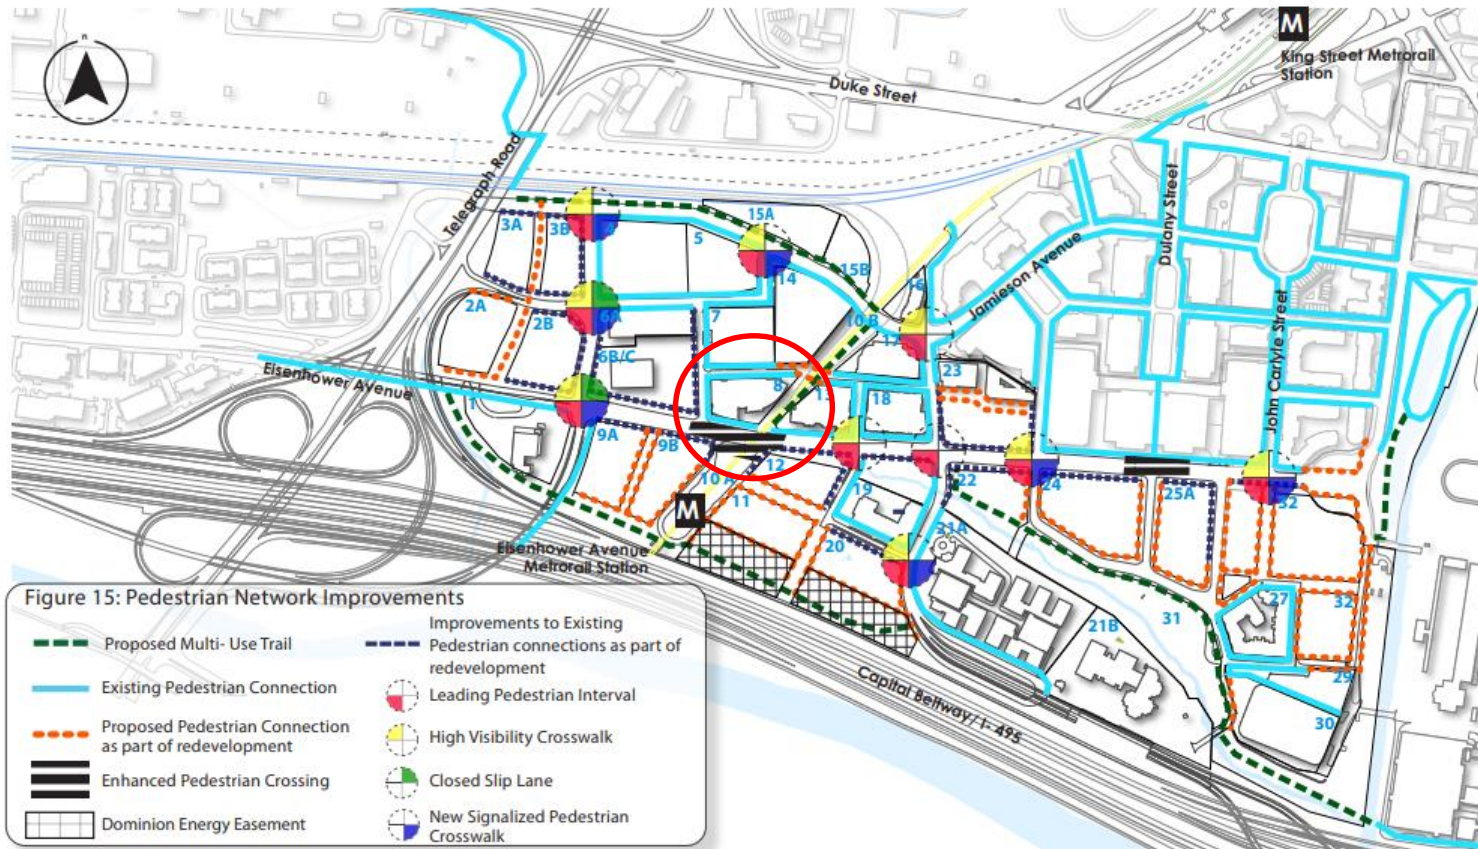 n
M
King Street Metrorail
Station
Duke Street
Telegraph Road
Dulany Street
Jamieson Avenue
John Carlyle Street
Eisenhower Avenue
3A
3B
4
5
15A
15B
14
16
2A
2B
6A
7
10 B
17
6B/C
8
23
18
1
9A
9B
12
10 A
11
19
22
24
25A
32
20
21A
M
Eisenhower Avenue
Metrorail Station
27
32
31
21B
29
30
Capital Beltway/ I- 495
Figure 15: Pedestrian Network Improvements
Proposed Multi- Use Trail
Existing Pedestrian Connection
Proposed Pedestrian Connection
as part of redevelopment
Enhanced Pedestrian Crossing
Dominion Energy Easement
Improvements to Existing
Pedestrian connections as part of
redevelopment
Leading Pedestrian Interval
High Visibility Crosswalk
Closed Slip Lane
New Signalized Pedestrian
Crosswalk